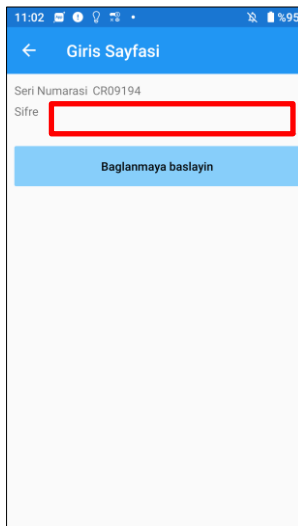 11:02 %95
Giris Sayfasi
Seri Numarasi CR09194
Sifre
Baglanmaya baslayin